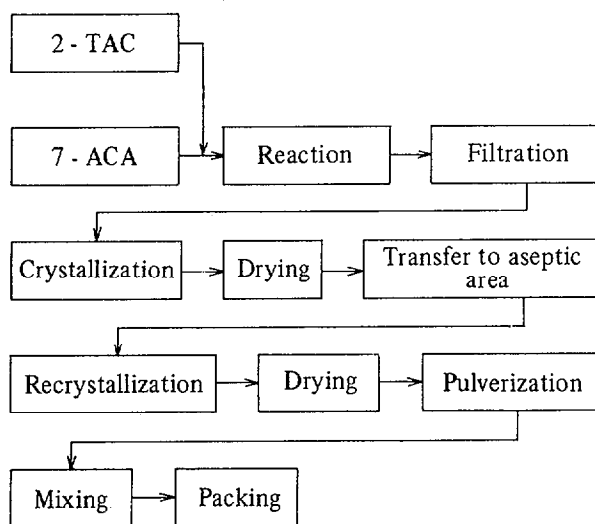 2 - TAC
7 - ACA
Reaction
Filtration
Crystallization
Drying
Transfer to aseptic
area
Recrystallization
Drying
Pulverization
Mixing
Packing